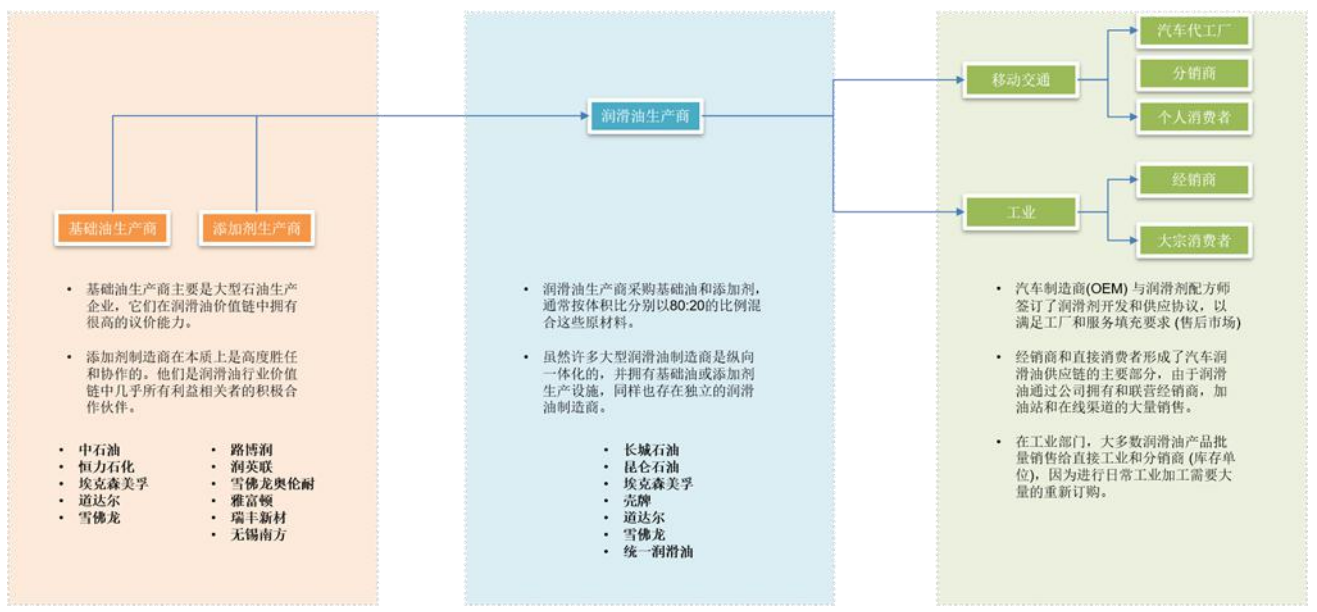 基础油生产商
添加剂生产商
• 基础油生产商主要是大型石油生产
企业，它们在润滑油价值链中拥有
很高的议价能力。
• 添加剂制造商在本质上是高度胜任
和协作的。他们是润滑油行业价值
链中几乎所有利益相关者的积极合
作伙伴。
• 中石油
• 恒力石化
• 埃克森美孚
• 道达尔
• 雪佛龙
• 路博润
• 润英联
• 雪佛龙奥伦耐
• 雅富顿
• 瑞丰新材
• 无锡南方
润滑油生产商
• 润滑油生产商采购基础油和添加剂，
通常按体积比分别以80:20的比例混
合这些原材料。
• 虽然许多大型润滑油制造商是纵向
一体化的，并拥有基础油或添加剂
生产设施，同样也存在独立的润滑
油制造商。
• 长城石油
• 昆仑石油
• 埃克森美孚
• 壳牌
• 道达尔
• 雪佛龙
• 统一润滑油
移动交通
汽车代工厂
分销商
个人消费者
工业
经销商
大宗消费者
• 汽车制造商(OEM) 与润滑剂配方师
签订了润滑剂开发和供应协议，以
满足工厂和服务填充要求 (售后市场)
• 经销商和直接消费者形成了汽车润
滑油供应链的主要部分，由于润滑
油通过公司拥有和联营经销商，加
油站和在线渠道的大量销售。
• 在工业部门，大多数润滑油产品批
量销售给直接工业和分销商 (库存单
位)，因为进行日常工业加工需要大
量的重新订购。